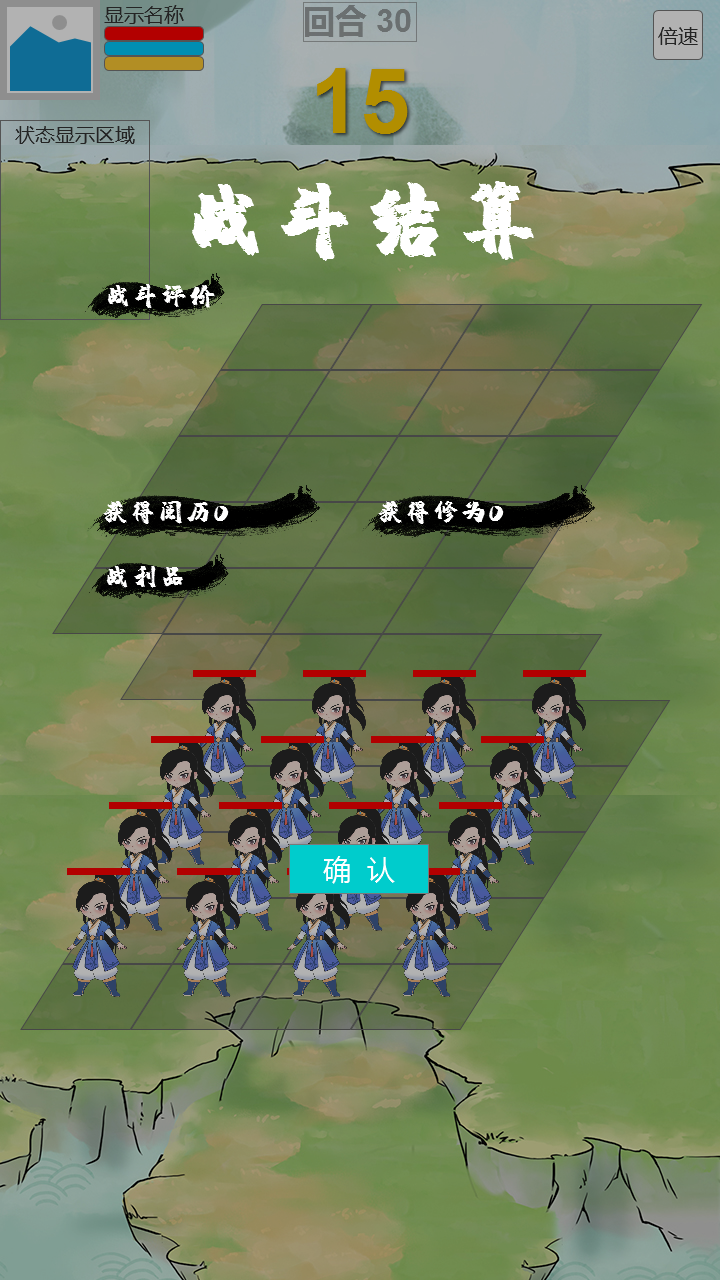 显示名称
回合 30
倍速
15
状态显示区域
战斗结算
战斗评价
获得阅历0
获得修为0
战利品
确 认